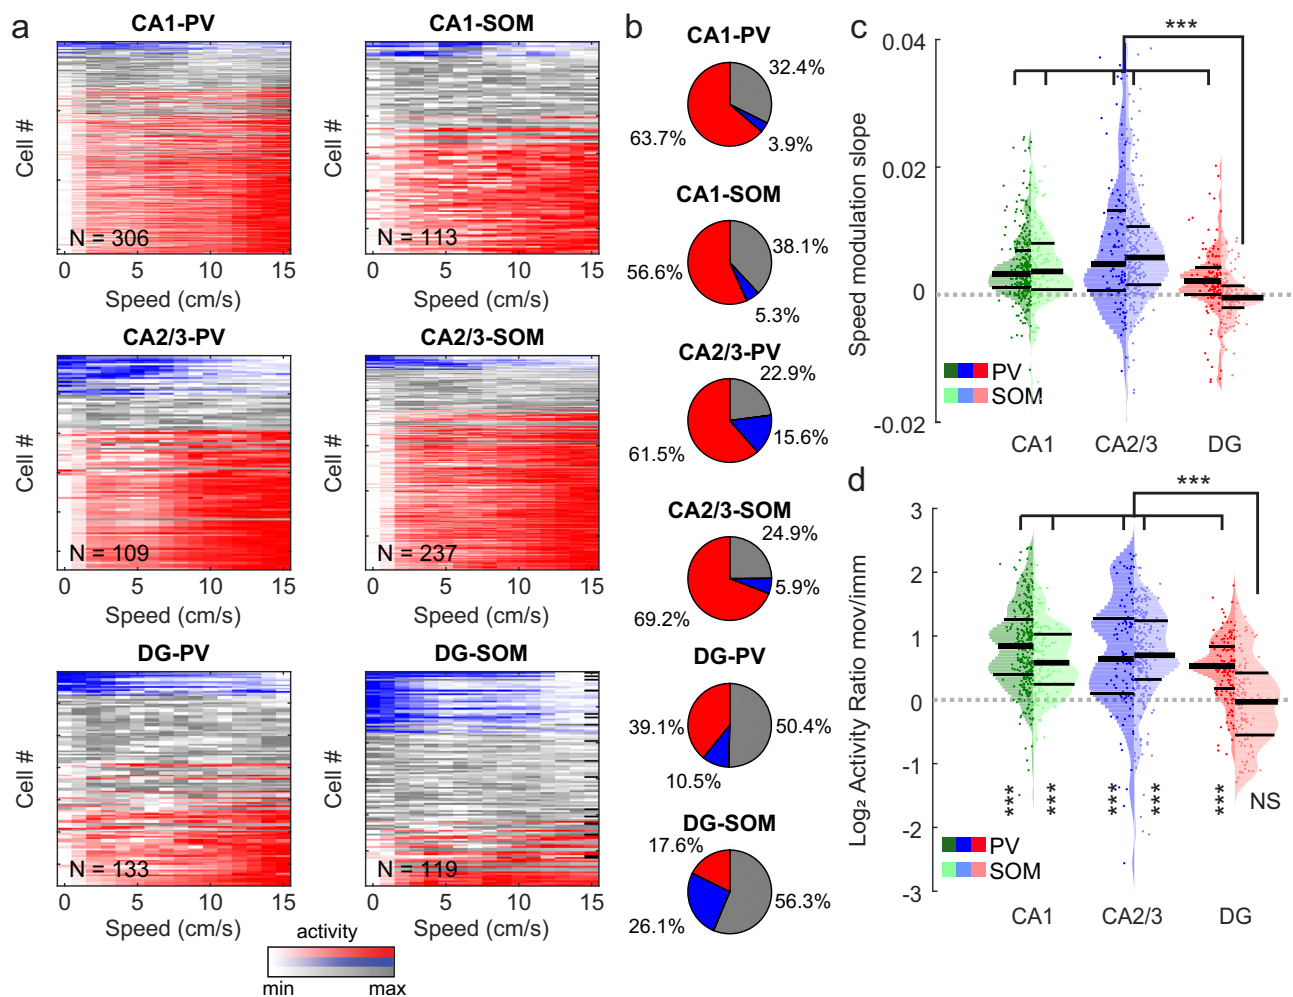 a
CA1-PV
Cell #
N = 306
0 5 10 15
Speed (cm/s)
CA1-SOM
Cell #
N = 113
0 5 10 15
Speed (cm/s)
CA2/3-PV
Cell #
N = 109
0 5 10 15
Speed (cm/s)
CA2/3-SOM
Cell #
N = 237
0 5 10 15
Speed (cm/s)
DG-PV
Cell #
N = 133
0 5 10 15
Speed (cm/s)
DG-SOM
Cell #
N = 119
0 5 10 15
Speed (cm/s)
activity
min max
b
CA1-PV
32.4%
63.7%
3.9%
CA1-SOM
38.1%
56.6%
5.3%
CA2/3-PV
22.9%
15.6%
61.5%
CA2/3-SOM
24.9%
5.9%
69.2%
DG-PV
39.1%
50.4%
10.5%
DG-SOM
17.6%
56.3%
26.1%
c
***
Speed modulation slope
0.04
0.02
0
-0.02
PV
SOM
CA1 CA2/3 DG
d
***
Log₂ Activity Ratio mov/imm
3
2
1
0
-1
-2
-3
*** *** *** *** *** NS
PV
SOM
CA1 CA2/3 DG